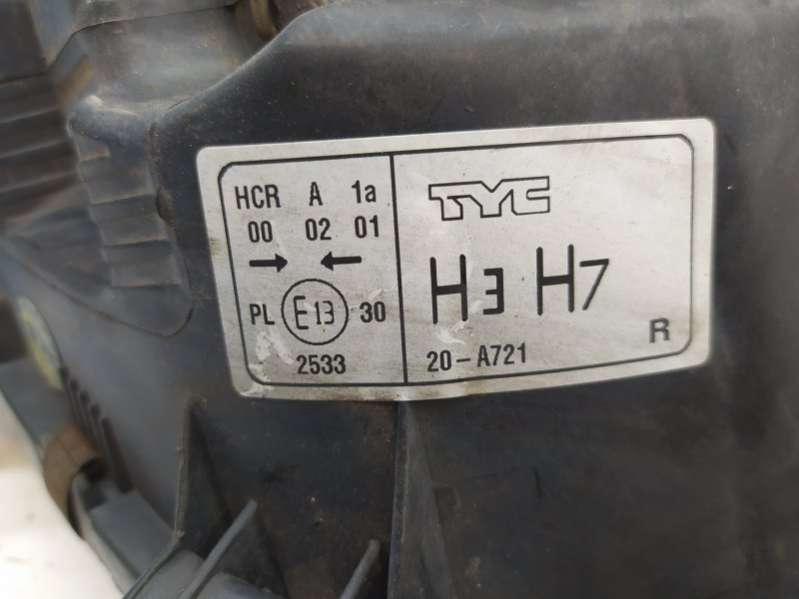 HCR A 1a
00 02 01
→ ←
PL E13 30
2533
TYC
H3 H7
20-A721
R